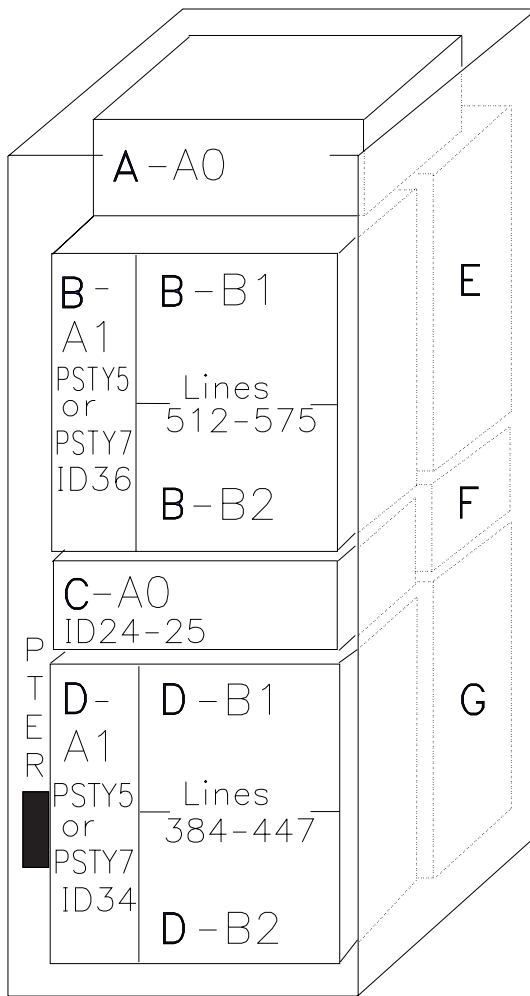 A-A0
B-
A1
PSTY5
or
PSTY7
ID36
B-B1
Lines
512-575
B-B2
C-A0
ID24-25
PTER
D-
A1
PSTY5
or
PSTY7
ID34
D-B1
Lines
384-447
D-B2
E
F
G